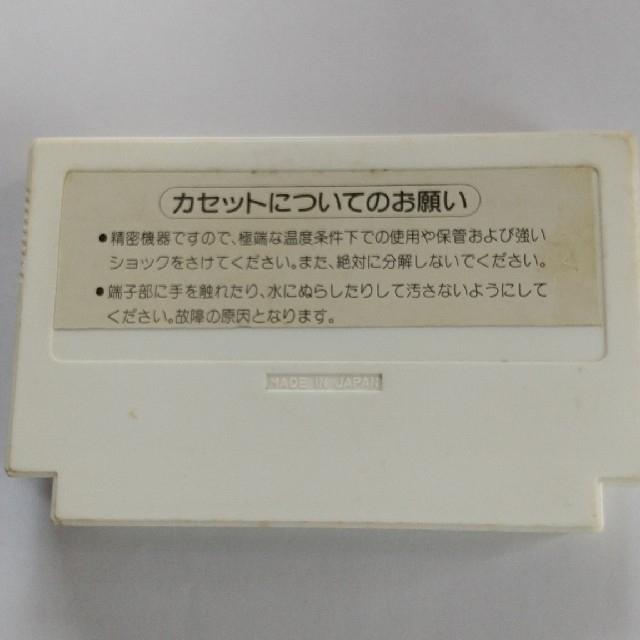 カセットについてのお願い
●精密機器ですので、極端な温度条件下での使用や保管および強い
ショックをさけてください。また、絶対に分解しないでください。
●端子部に手を触れたり、水にぬらしたりして汚さないようにして
ください。故障の原因となります。
MADE IN JAPAN